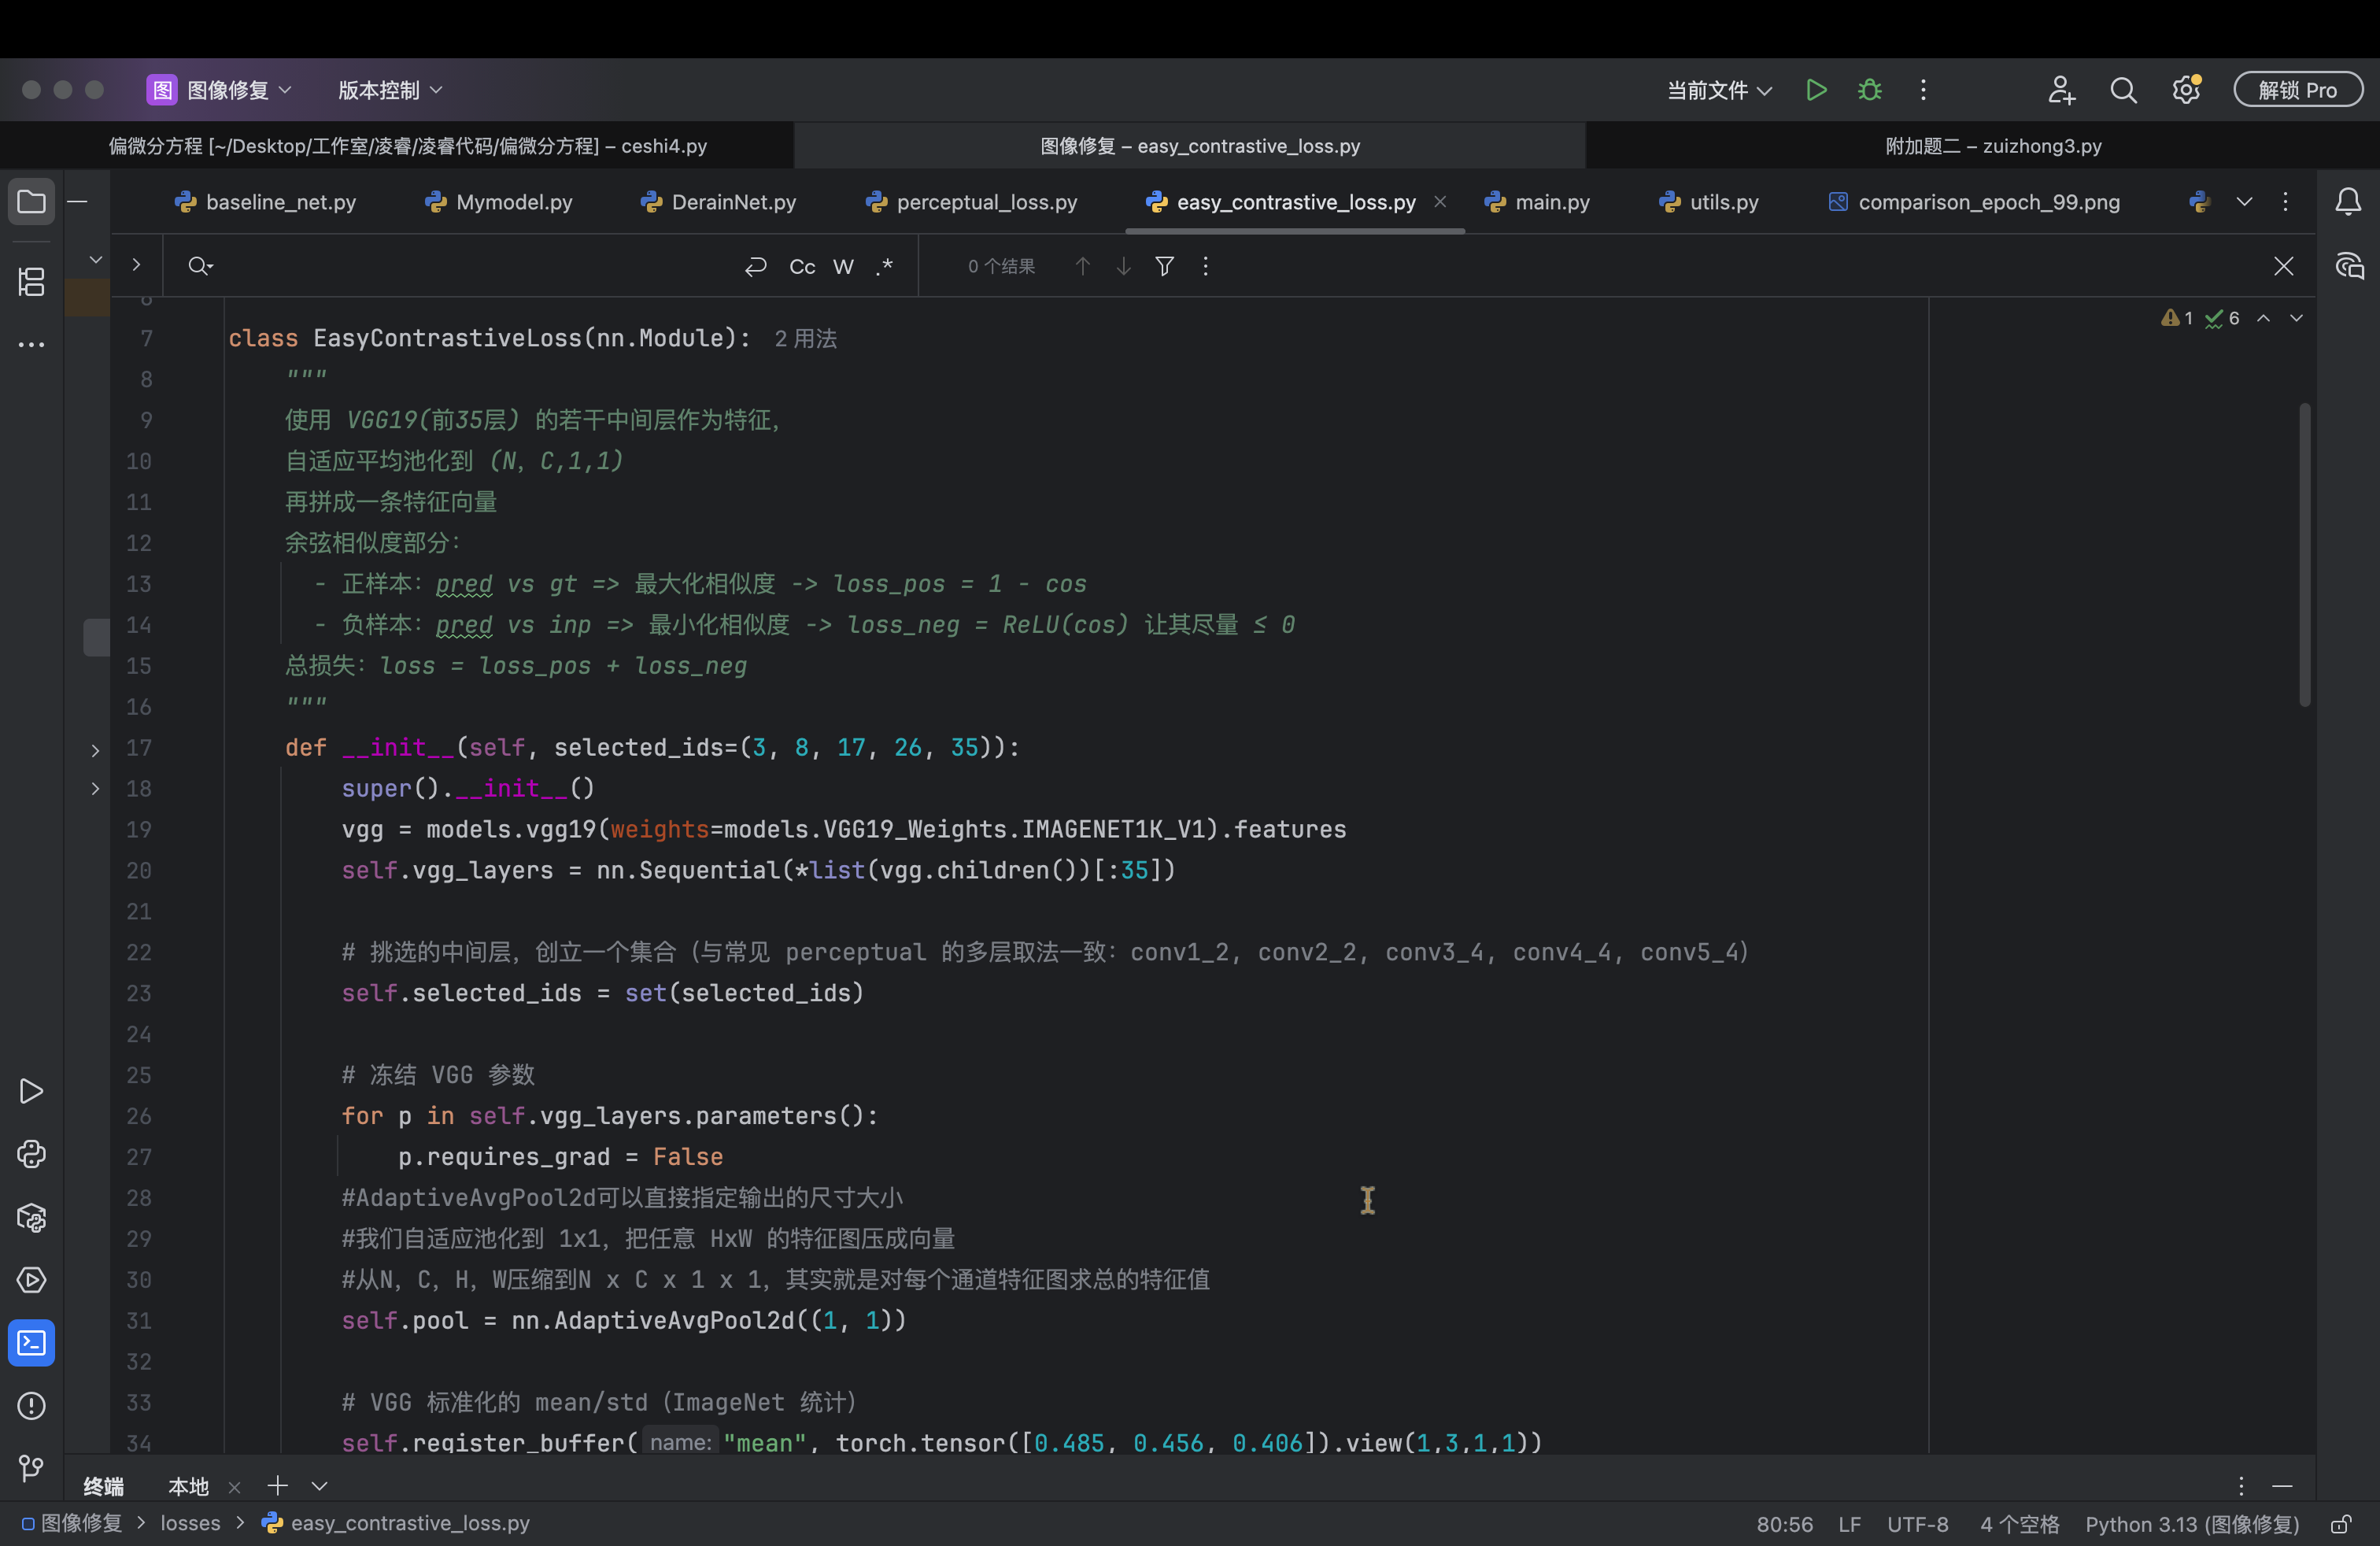 图 图像修复 版本控制 当前文件 解锁 Pro
偏微分方程 [~/Desktop/工作室/凌睿/凌睿代码/偏微分方程] – ceshi4.py 图像修复 – easy_contrastive_loss.py 附加题二 – zuizhong3.py
baseline_net.py Mymodel.py DerainNet.py perceptual_loss.py easy_contrastive_loss.py main.py utils.py comparison_epoch_99.png
Cc W .* 0 个结果
6
7 class EasyContrastiveLoss(nn.Module): 2 用法 1 6
8 """
9 使用 VGG19(前35层) 的若干中间层作为特征，
10 自适应平均池化到 (N, C,1,1)
11 再拼成一条特征向量
12 余弦相似度部分：
13 - 正样本：pred vs gt => 最大化相似度 -> loss_pos = 1 - cos
14 - 负样本：pred vs inp => 最小化相似度 -> loss_neg = ReLU(cos) 让其尽量 ≤ 0
15 总损失：loss = loss_pos + loss_neg
16 """
17 def __init__(self, selected_ids=(3, 8, 17, 26, 35)):
18 super().__init__()
19 vgg = models.vgg19(weights=models.VGG19_Weights.IMAGENET1K_V1).features
20 self.vgg_layers = nn.Sequential(*list(vgg.children())[:35])
21
22 # 挑选的中间层，创立一个集合（与常见 perceptual 的多层取法一致：conv1_2, conv2_2, conv3_4, conv4_4, conv5_4）
23 self.selected_ids = set(selected_ids)
24
25 # 冻结 VGG 参数
26 for p in self.vgg_layers.parameters():
27 p.requires_grad = False
28 #AdaptiveAvgPool2d可以直接指定输出的尺寸大小
29 #我们自适应池化到 1x1，把任意 HxW 的特征图压成向量
30 #从N，C，H，W压缩到N x C x 1 x 1，其实就是对每个通道特征图求总的特征值
31 self.pool = nn.AdaptiveAvgPool2d((1, 1))
32
33 # VGG 标准化的 mean/std（ImageNet 统计）
34 self.register_buffer( name: "mean", torch.tensor([0.485, 0.456, 0.406]).view(1,3,1,1))
终端 本地
图像修复 > losses > easy_contrastive_loss.py 80:56 LF UTF-8 4 个空格 Python 3.13 (图像修复)